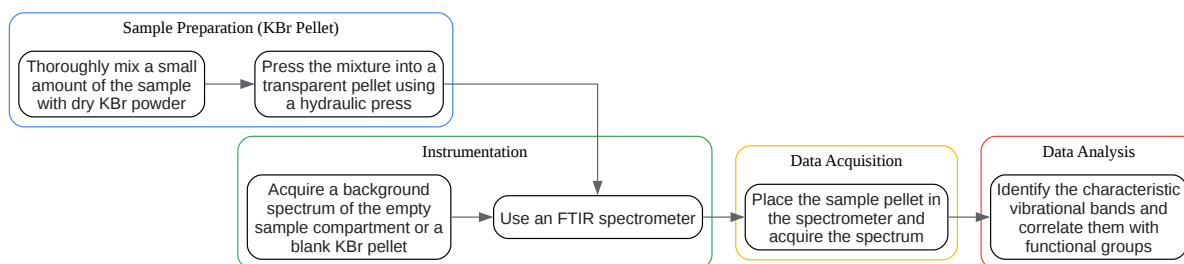 Sample Preparation (KBr Pellet)
Thoroughly mix a small
amount of the sample
with dry KBr powder
Press the mixture into a
transparent pellet using
a hydraulic press
Instrumentation
Acquire a background
spectrum of the empty
sample compartment or a
blank KBr pellet
Use an FTIR spectrometer
Data Acquisition
Place the sample pellet in
the spectrometer and
acquire the spectrum
Data Analysis
Identify the characteristic
vibrational bands and
correlate them with
functional groups